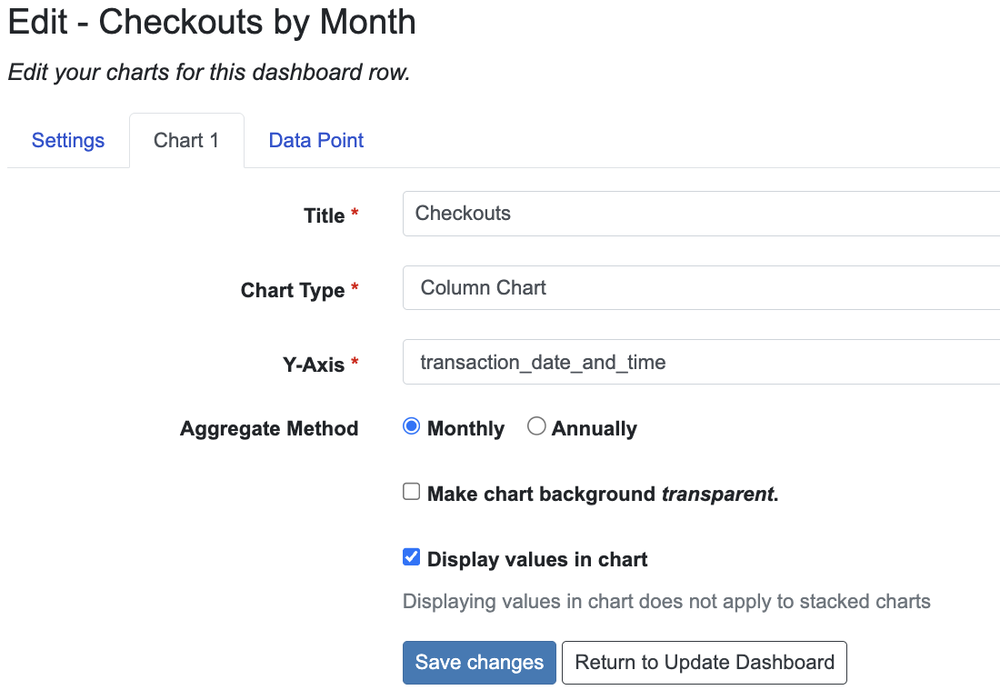 Edit - Checkouts by Month
Edit your charts for this dashboard row.
Settings Chart 1 Data Point
Title * Checkouts
Chart Type * Column Chart
Y-Axis * transaction_date_and_time
Aggregate Method Monthly Annually
Make chart background transparent.
Display values in chart
Displaying values in chart does not apply to stacked charts
Save changes Return to Update Dashboard